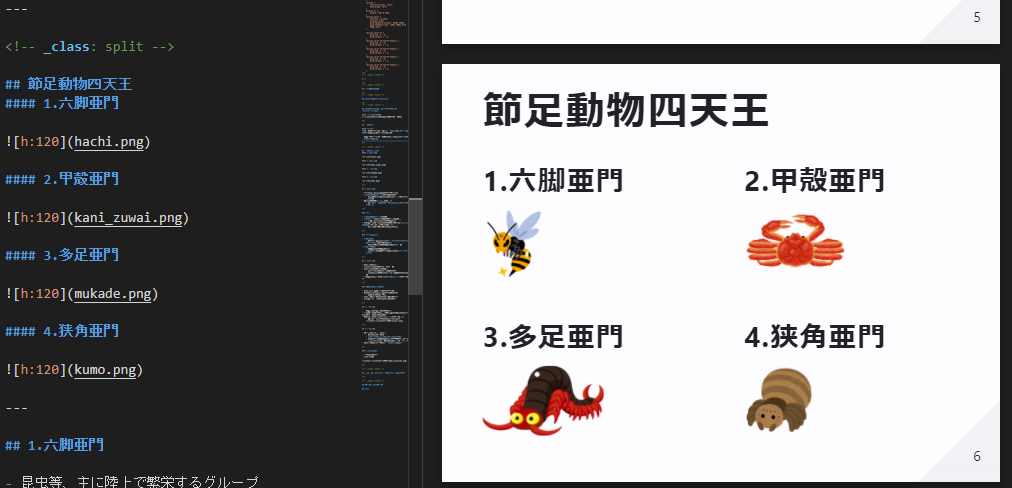 ---
<!-- _class: split -->
## 節足動物四天王
#### 1.六脚亜門
![h:120](hachi.png)
#### 2.甲殻亜門
![h:120](kani_zuwai.png)
#### 3.多足亜門
![h:120](mukade.png)
#### 4.狭角亜門
![h:120](kumo.png)
---
## 1.六脚亜門
- 昆虫等、主に陸上で繁栄するグループ
5
節足動物四天王
1.六脚亜門
2.甲殻亜門
3.多足亜門
4.狭角亜門
6